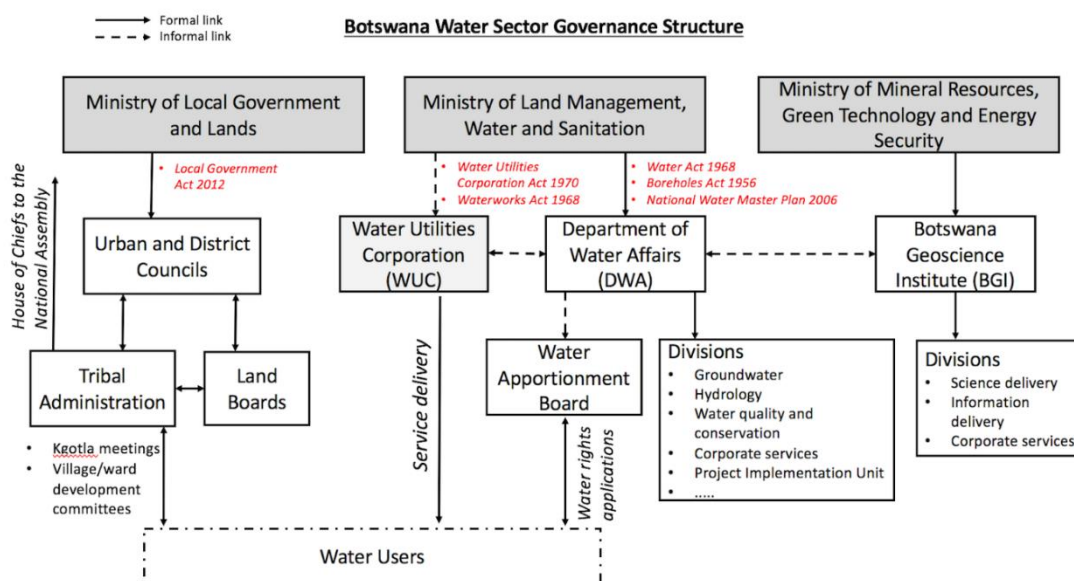 Formal link
Informal link
Botswana Water Sector Governance Structure
Ministry of Local Government
and Lands
Ministry of Land Management,
Water and Sanitation
Ministry of Mineral Resources,
Green Technology and Energy
Security
House of Chiefs to the
National Assembly
• Local Government
Act 2012
• Water Utilities
Corporation Act 1970
• Waterworks Act 1968
• Water Act 1968
• Boreholes Act 1956
• National Water Master Plan 2006
Urban and District
Councils
Water Utilities
Corporation
(WUC)
Department of
Water Affairs
(DWA)
Botswana
Geoscience
Institute (BGI)
Tribal
Administration
Land
Boards
• Kgotla meetings
• Village/ward
development
committees
Service delivery
Water
Apportionment
Board
Water rights
applications
Divisions
• Groundwater
• Hydrology
• Water quality and
conservation
• Corporate services
• Project Implementation Unit
• .....
Divisions
• Science delivery
• Information
delivery
• Corporate services
Water Users